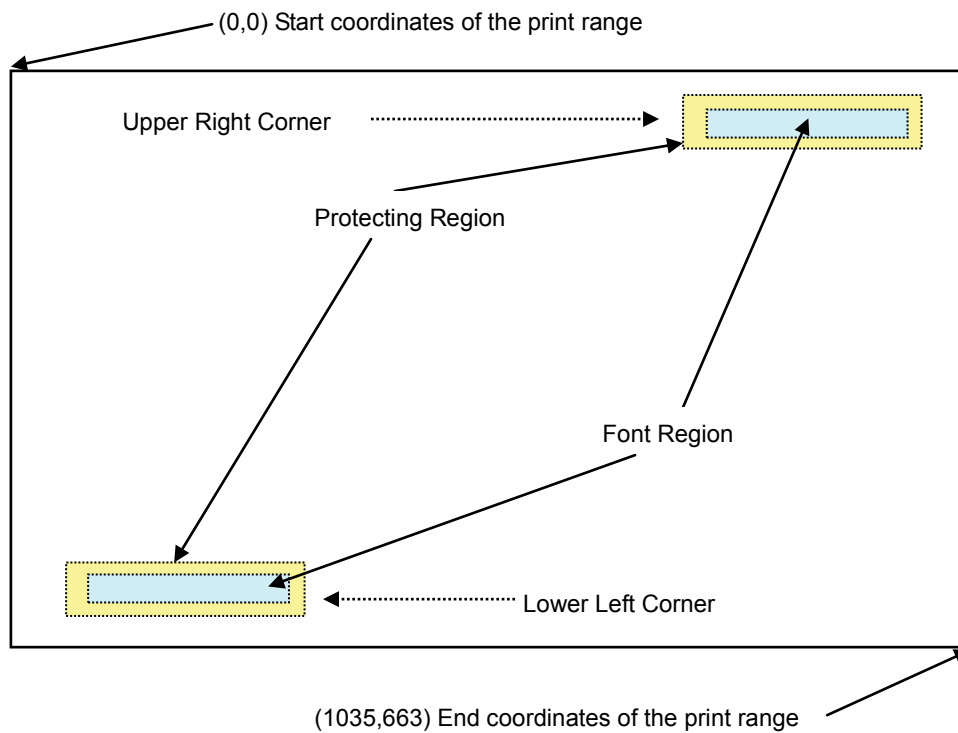 (0,0) Start coordinates of the print range
Upper Right Corner
Protecting Region
Font Region
Lower Left Corner
(1035,663) End coordinates of the print range